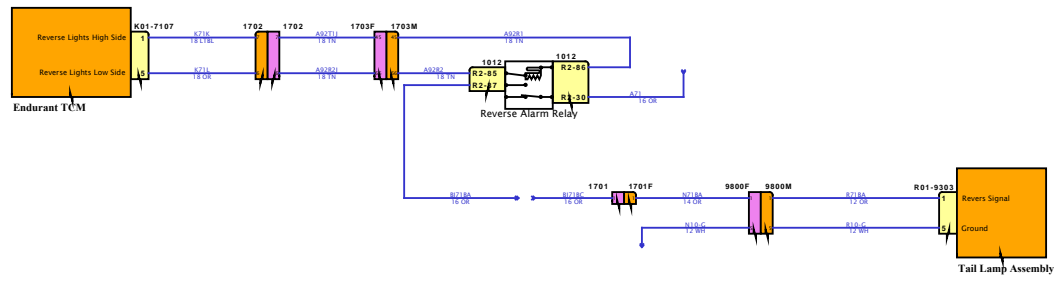 K01-7107
1702
1702
1703F
1703M
Reverse Lights High Side
1
K71K
18 LTBL
A92T1J
18 TN
A92R1
18 TN
Reverse Lights Low Side
5
K71L
18 OR
A92R2J
18 TN
A92R2
18 TN
Endurant TCM
1012
1012
R2-85
R2-86
R2-87
R2-30
A71
16 OR
Reverse Alarm Relay
BJ71BA
16 OR
BJ71BC
16 OR
1701
1701F
N71BA
14 OR
9800F
9800M
R71BA
12 OR
R01-9303
1
Revers Signal
N10-G
12 WH
R10-G
12 WH
5
Ground
Tail Lamp Assembly